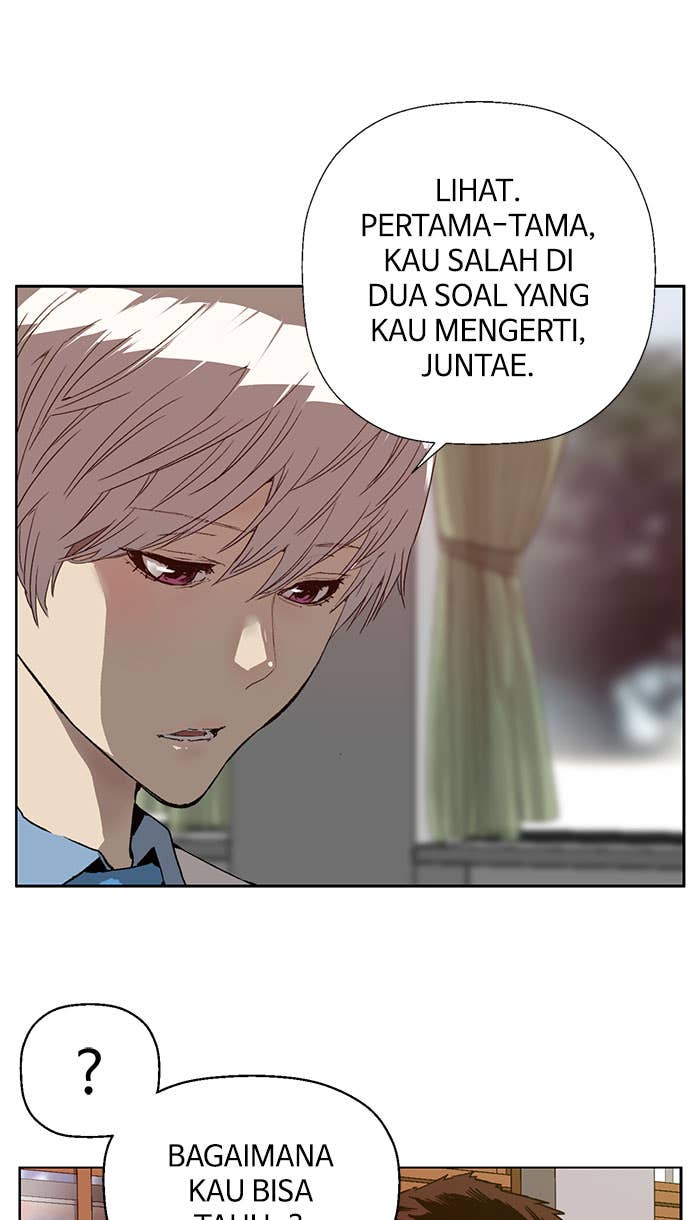 LIHAT.
PERTAMA-TAMA,
KAU SALAH DI
DUA SOAL YANG
KAU MENGERTI,
JUNTAE.
?
BAGAIMANA
KAU BISA